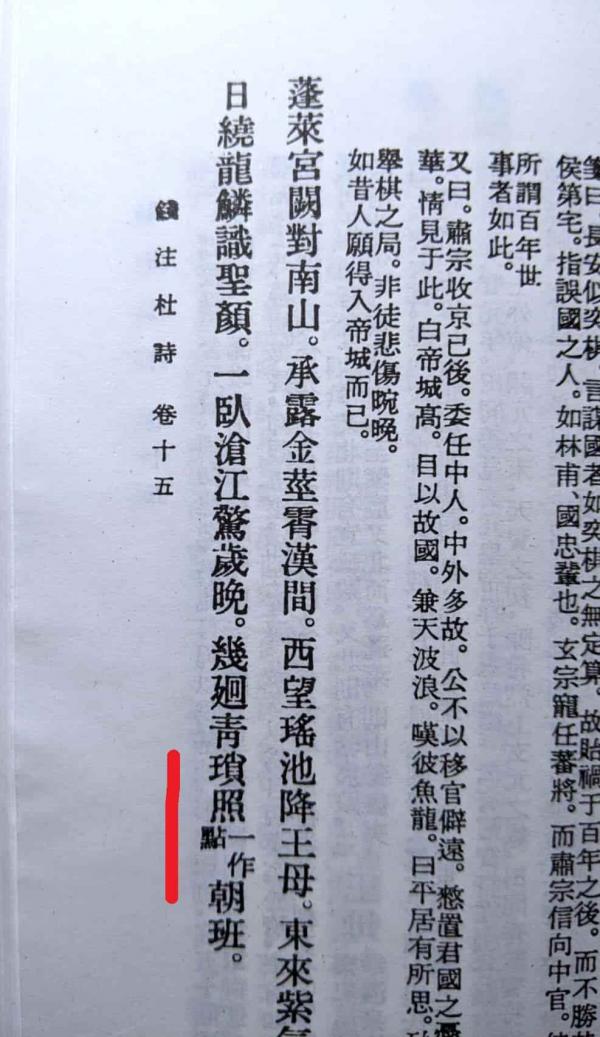 曰。長安似奕棋。言謀國者如奕棋之無定算。故貽禍于百年之後。而不勝
侯第宅。指誤國之人。如林甫、國忠輩也。玄宗寵任蕃將。而肅宗信向中官。
所謂百年世
事者如此。
又曰。肅宗收京已後。委任中人。中外多故。公不以移官僻遠。憗置君國之憂
華。情見于此。白帝城高。目以故國。兼天波浪。嘆彼魚龍。曰平居有所思。
舉棋之局。非徒悲傷晼晚。
如昔人願得入帝城而已。
蓬萊宮闕對南山。承露金莖霄漢間。西望瑤池降王母。東來紫氣
日繞龍鱗識聖顏。一臥滄江驚歲晚。幾廻青瑣照一作點朝班。
錢注杜詩 卷十五